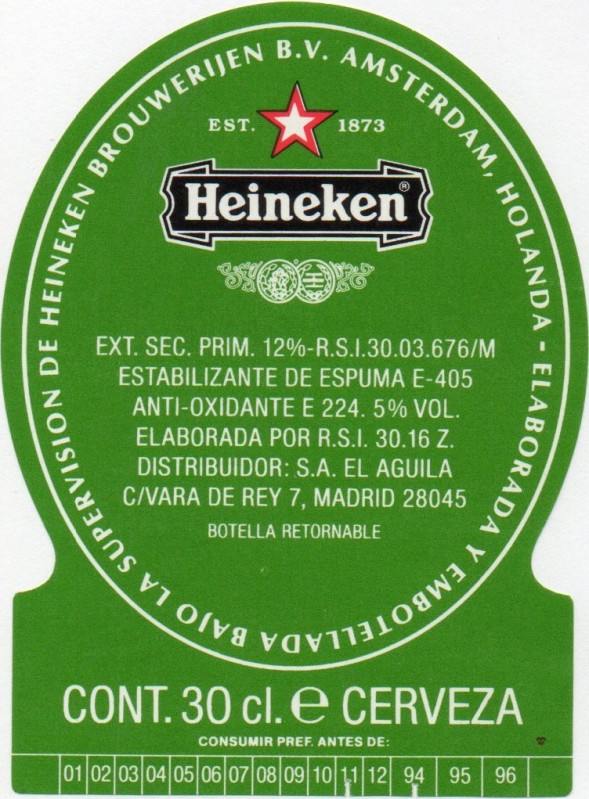 ELABORADA Y EMBOTELLADA BAJO LA SUPERVISION DE HEINEKEN BROUWERIJEN B.V. AMSTERDAM, HOLANDA -
EST. 1873
Heineken®
EXT. SEC. PRIM. 12%-R.S.I.30.03.676/M
ESTABILIZANTE DE ESPUMA E-405
ANTI-OXIDANTE E 224. 5% VOL.
ELABORADA POR R.S.I. 30.16 Z.
DISTRIBUIDOR: S.A. EL AGUILA
C/VARA DE REY 7, MADRID 28045
BOTELLA RETORNABLE
CONT. 30 cl. ℮ CERVEZA
CONSUMIR PREF. ANTES DE:
01 02 03 04 05 06 07 08 09 10 11 12 94 95 96